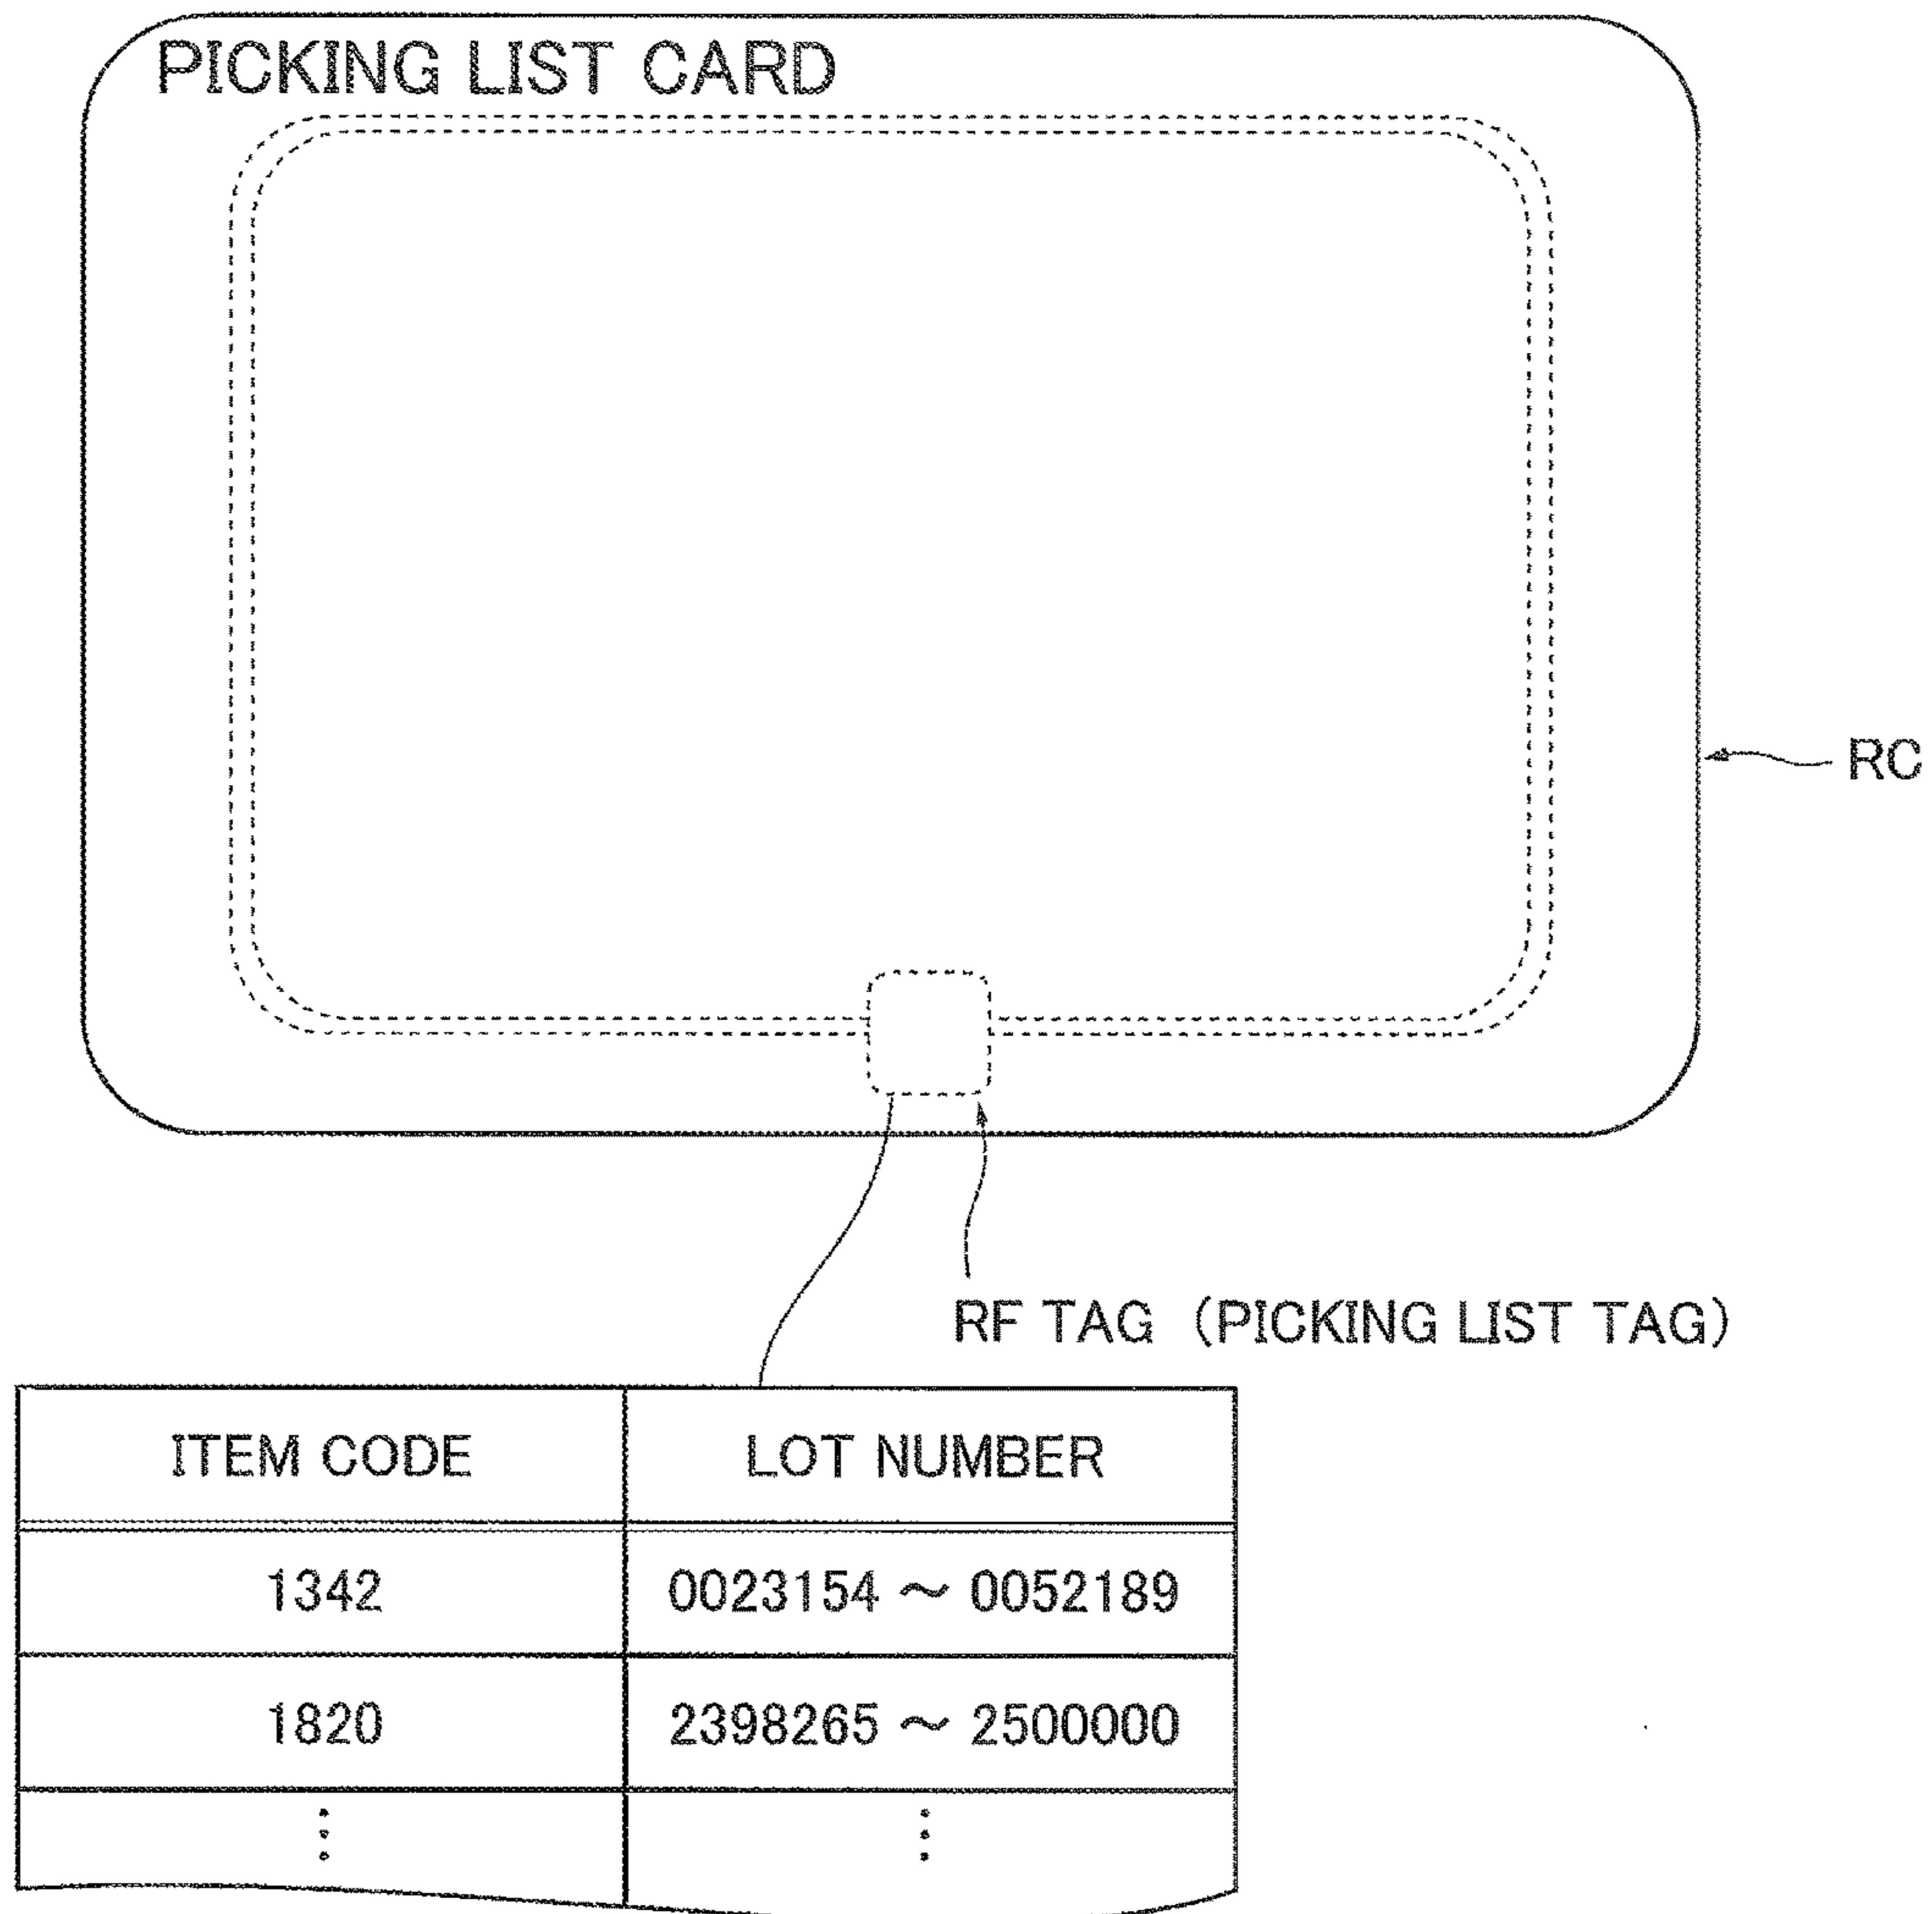 PICKING LIST CARD
RC
RF TAG (PICKING LIST TAG)
ITEM CODE LOT NUMBER
1342 0023154 ～ 0052189
1820 2398265 ～ 2500000
⋮ ⋮